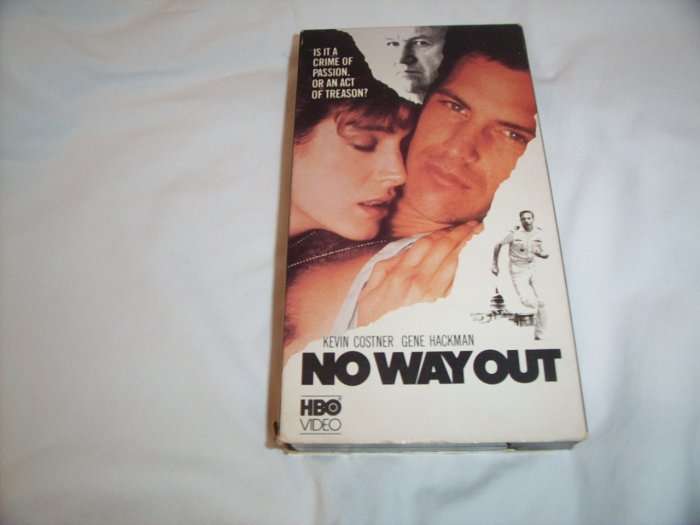 IS IT A
CRIME OF
PASSION,
OR AN ACT
OF TREASON?
KEVIN COSTNER GENE HACKMAN
NO WAY OUT
HBO®
VIDEO